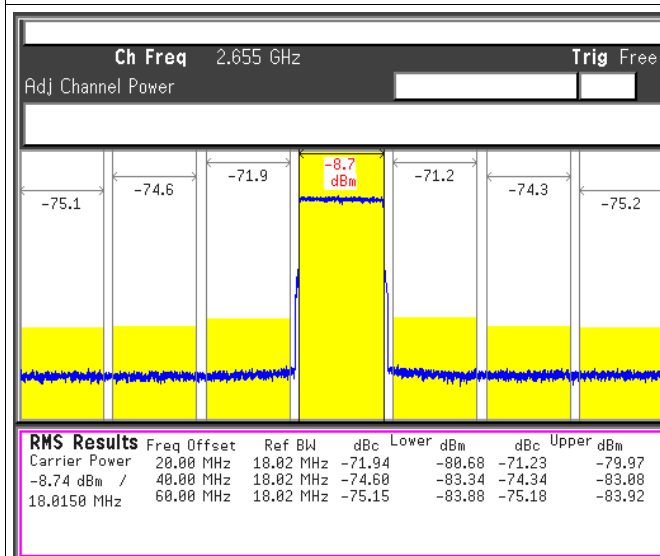 Ch Freq 2.655 GHz Trig Free
Adj Channel Power
-75.1 -74.6 -71.9 -8.7 dBm -71.2 -74.3 -75.2
RMS Results Freq Offset Ref BW dBc Lower dBm dBc Upper dBm
Carrier Power 20.00 MHz 18.02 MHz -71.94 -80.68 -71.23 -79.97
-8.74 dBm / 40.00 MHz 18.02 MHz -74.60 -83.34 -74.34 -83.08
18.0150 MHz 60.00 MHz 18.02 MHz -75.15 -83.88 -75.18 -83.92